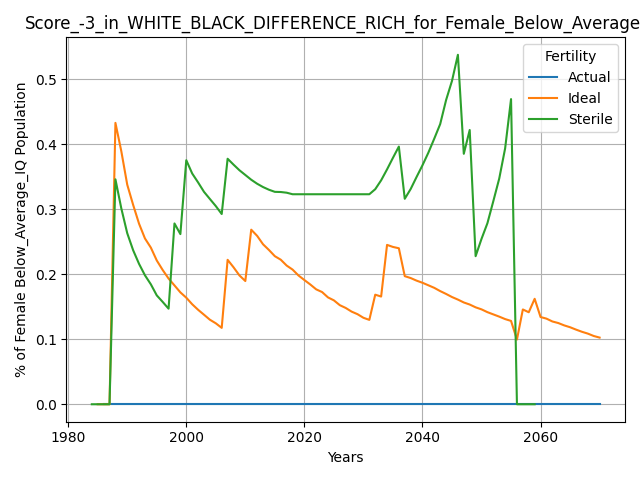 Score_-3_in_WHITE_BLACK_DIFFERENCE_RICH_for_Female_Below_Average
Fertility
Actual
Ideal
Sterile
% of Female Below_Average_IQ Population
0.5
0.4
0.3
0.2
0.1
0.0
1980 2000 2020 2040 2060
Years